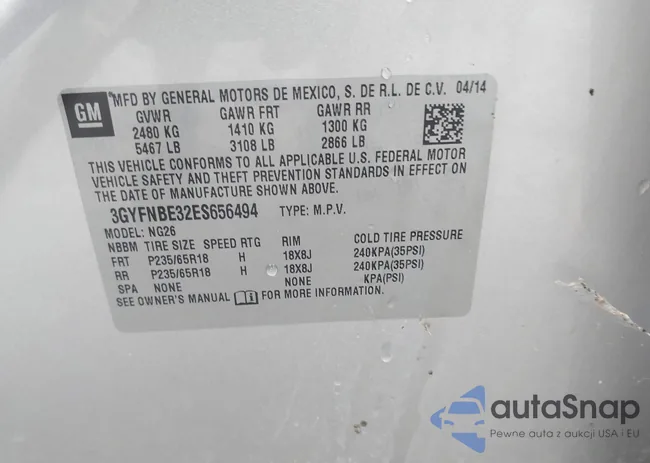 GM
MFD BY GENERAL MOTORS DE MEXICO, S. DE R.L. DE C.V. 04/14
GVWR GAWR FRT GAWR RR
2480 KG 1410 KG 1300 KG
5467 LB 3108 LB 2866 LB
THIS VEHICLE CONFORMS TO ALL APPLICABLE U.S. FEDERAL MOTOR
VEHICLE SAFETY AND THEFT PREVENTION STANDARDS IN EFFECT ON
THE DATE OF MANUFACTURE SHOWN ABOVE.
3GYFNBE32ES656494 TYPE: M.P.V.
MODEL: NG26
NBBM TIRE SIZE SPEED RTG RIM COLD TIRE PRESSURE
FRT P235/65R18 H 18X8J 240KPA(35PSI)
RR P235/65R18 H 18X8J 240KPA(35PSI)
SPA NONE NONE KPA(PSI)
SEE OWNER'S MANUAL FOR MORE INFORMATION.
autoSnap
Pewne auta z aukcji USA i EU